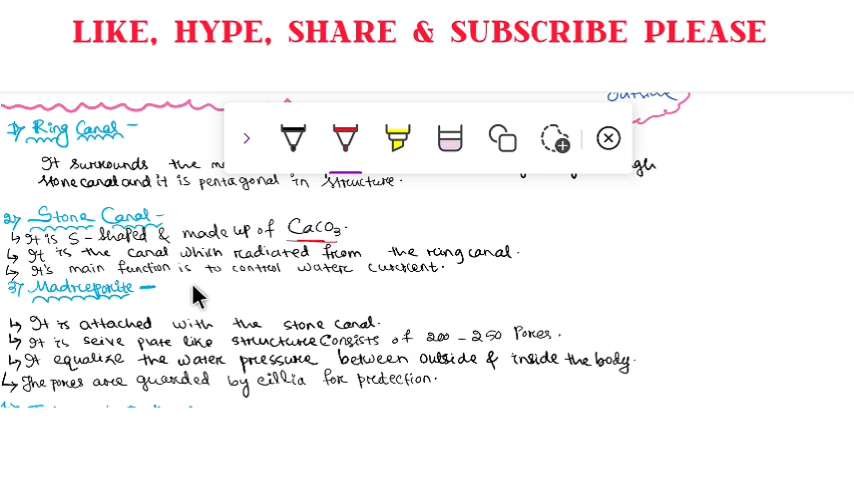 LIKE, HYPE, SHARE & SUBSCRIBE PLEASE
outside
1) Ring Canal -
It surrounds the
stone canal and it is pentagonal in structure.
2) Stone Canal -
↳ It is S - shaped & made up of CaCO3.
↳ It is the canal which radiated from the ring canal.
↳ It's main function is to control water current.
3) Madreporite -
↳ It is attached with the stone canal.
↳ It is seive plate like structure consists of 200 - 250 Pores.
↳ It equalize the water pressure between outside & inside the body.
↳ The pores are guarded by cillia for protection.